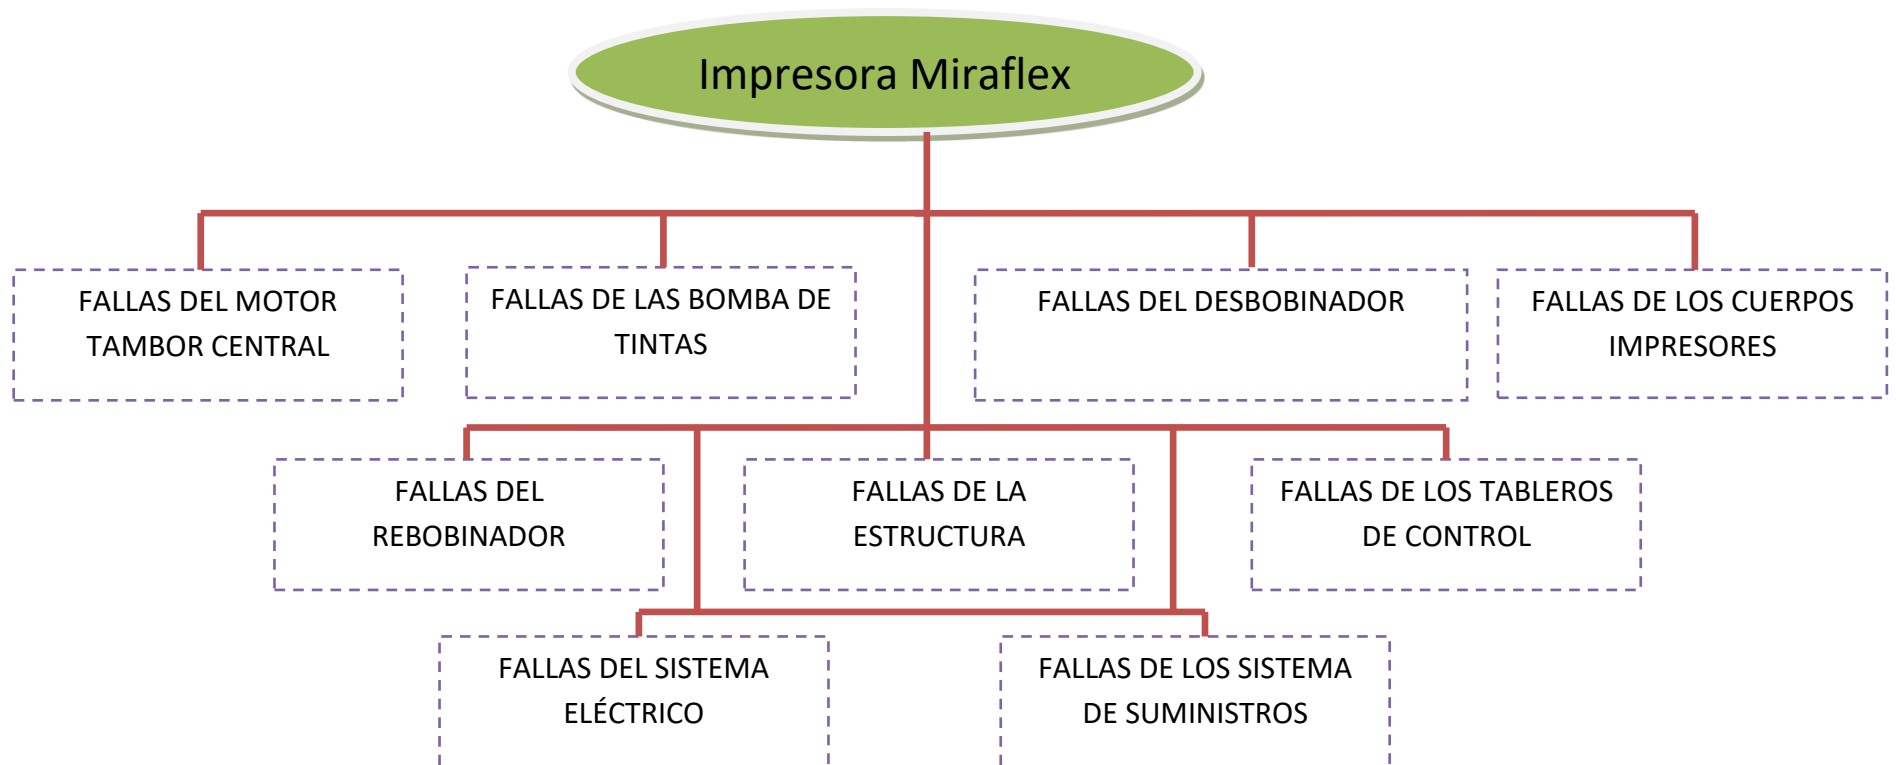 Impresora Miraflex
FALLAS DEL MOTOR
TAMBOR CENTRAL
FALLAS DE LAS BOMBA DE
TINTAS
FALLAS DEL DESBOBINADOR
FALLAS DE LOS CUERPOS
IMPRESORES
FALLAS DEL
REBOBINADOR
FALLAS DE LA
ESTRUCTURA
FALLAS DE LOS TABLEROS
DE CONTROL
FALLAS DEL SISTEMA
ELÉCTRICO
FALLAS DE LOS SISTEMA
DE SUMINISTROS